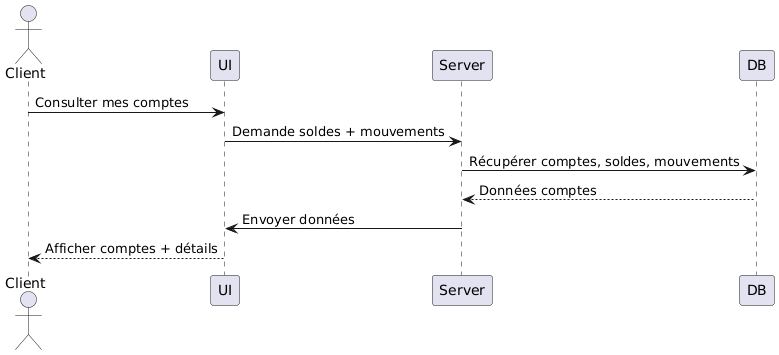 Client
UI
Server
DB
Consulter mes comptes
Demande soldes + mouvements
Récupérer comptes, soldes, mouvements
Données comptes
Envoyer données
Afficher comptes + détails
Client
UI
Server
DB